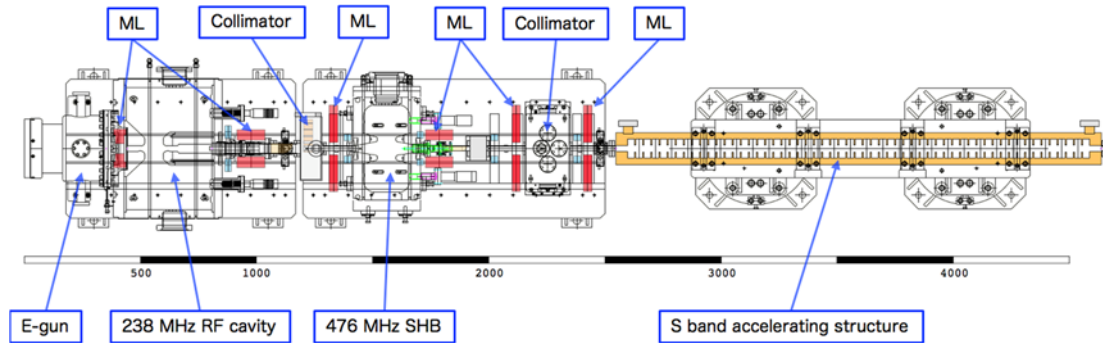 ML
Collimator
ML
ML
Collimator
ML
500
1000
2000
3000
4000
E-gun
238 MHz RF cavity
476 MHz SHB
S band accelerating structure